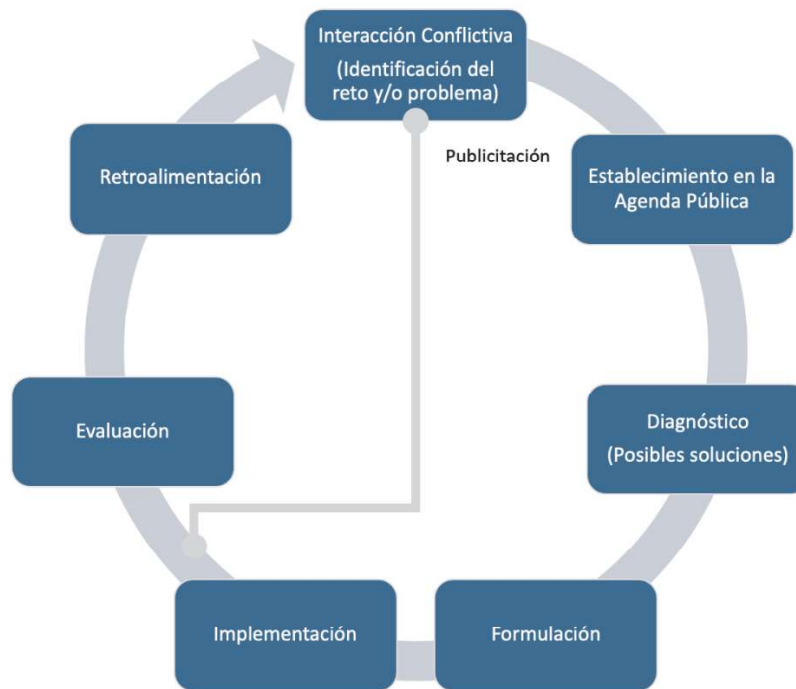 Interacción Conflictiva
(Identificación del
reto y/o problema)
Publicitación
Establecimiento en la
Agenda Pública
Diagnóstico
(Posibles soluciones)
Formulación
Implementación
Evaluación
Retroalimentación